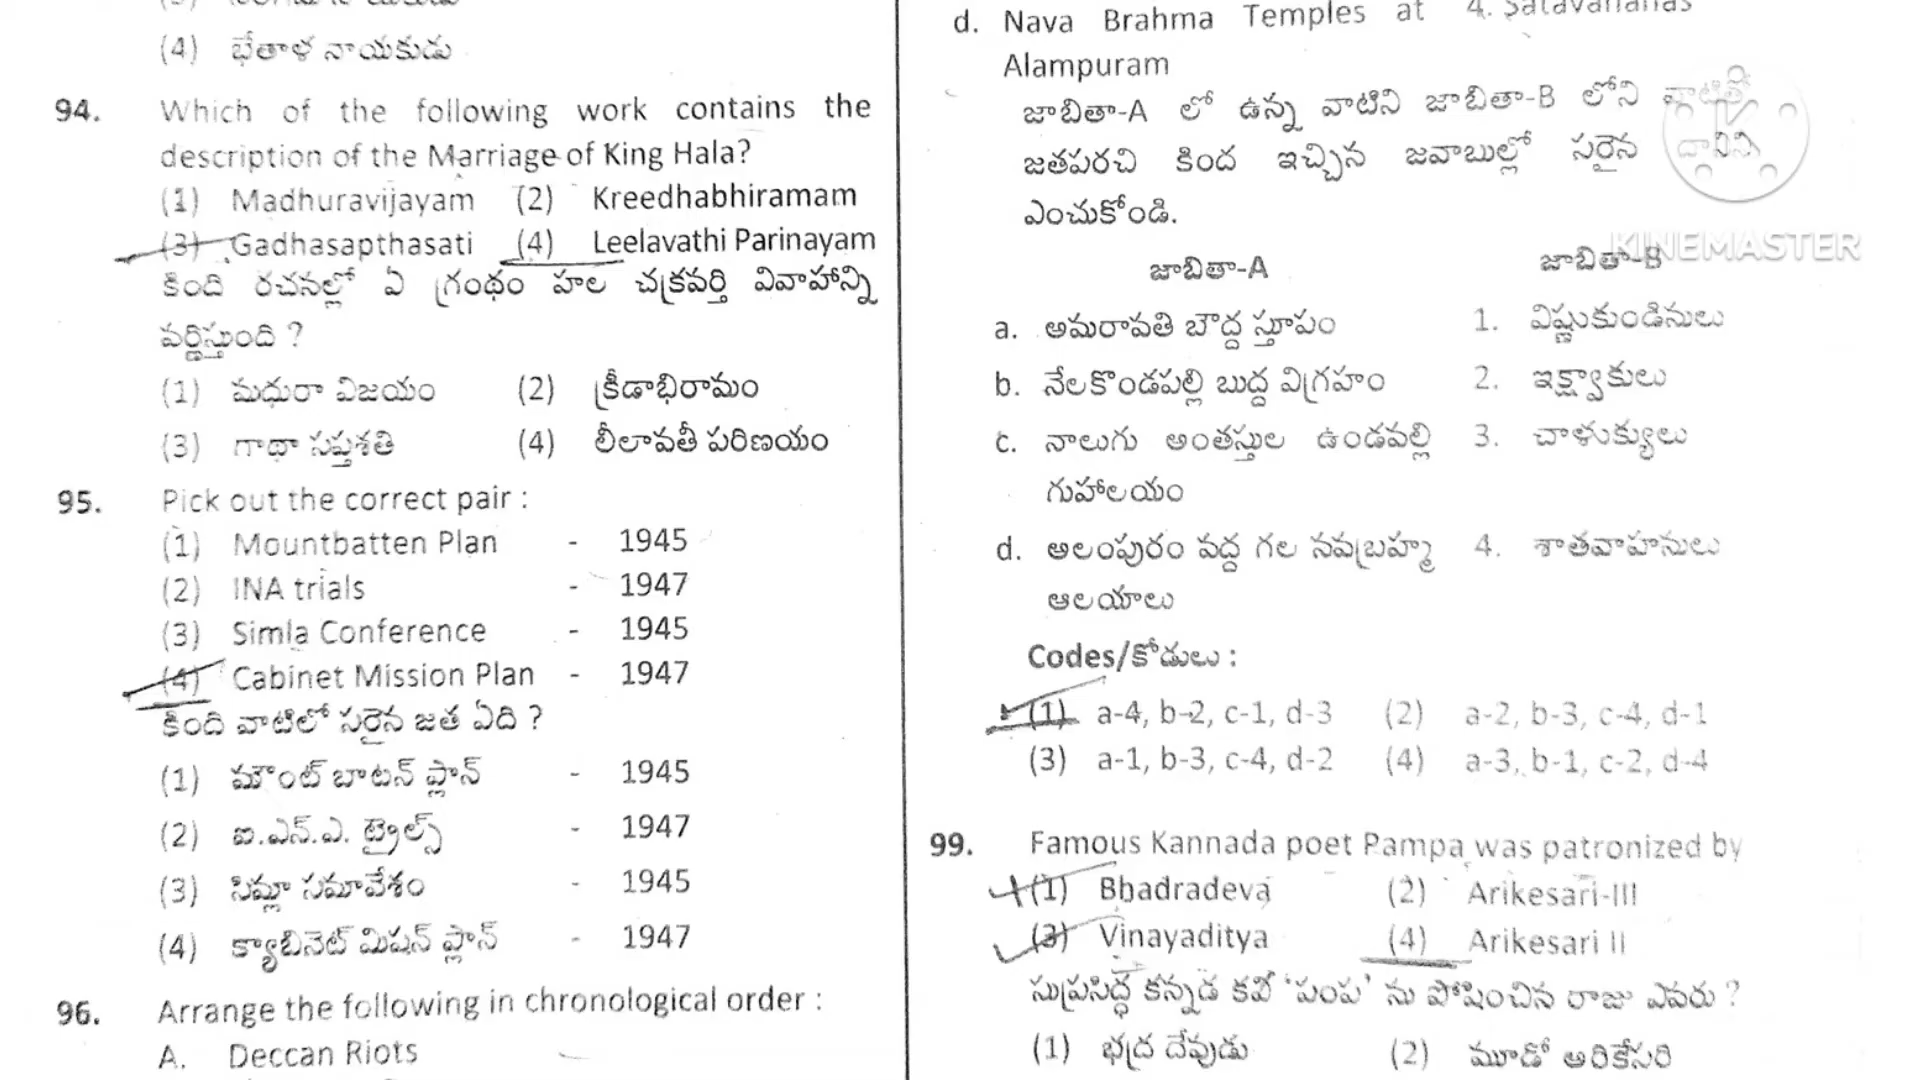 (4) భేతాళ నాయకుడు
94. Which of the following work contains the
description of the Marriage of King Hala?
(1) Madhuravijayam (2) Kreedhabhiramam
(3) Gadhasapthasati (4) Leelavathi Parinayam
కింది రచనల్లో ఏ గ్రంథం హల చక్రవర్తి వివాహాన్ని
వర్ణిస్తుంది ?
(1) మధురా విజయం (2) క్రీడాభిరామం
(3) గాథా సప్తశతి (4) లీలావతీ పరిణయం
95. Pick out the correct pair :
(1) Mountbatten Plan - 1945
(2) INA trials - 1947
(3) Simla Conference - 1945
(4) Cabinet Mission Plan - 1947
కింది వాటిలో సరైన జత ఏది ?
(1) మౌంట్ బాటన్ ప్లాన్ - 1945
(2) ఐ.ఎన్.ఎ. ట్రైల్స్ - 1947
(3) సిమ్లా సమావేశం - 1945
(4) క్యాబినెట్ మిషన్ ప్లాన్ - 1947
96. Arrange the following in chronological order :
A. Deccan Riots
d. Nava Brahma Temples at 4. Satavahanas
Alampuram
జాబితా-A లో ఉన్న వాటిని జాబితా-B లోని వాటితో
జతపరచి కింద ఇచ్చిన జవాబుల్లో సరైన దానిని
ఎంచుకోండి.
జాబితా-A జాబితా-B
KINEMASTER
a. అమరావతి బౌద్ధ స్తూపం 1. విష్ణుకుండినులు
b. నేలకొండపల్లి బుద్ధ విగ్రహం 2. ఇక్ష్వాకులు
c. నాలుగు అంతస్తుల ఉండవల్లి 3. చాళుక్యులు
గుహాలయం
d. అలంపురం వద్ద గల నవబ్రహ్మ 4. శాతవాహనులు
ఆలయాలు
Codes/కోడులు :
(1) a-4, b-2, c-1, d-3 (2) a-2, b-3, c-4, d-1
(3) a-1, b-3, c-4, d-2 (4) a-3, b-1, c-2, d-4
99. Famous Kannada poet Pampa was patronized by
(1) Bhadradeva (2) Arikesari-III
(3) Vinayaditya (4) Arikesari II
సుప్రసిద్ధ కన్నడ కవి 'పంప' ను పోషించిన రాజు ఎవరు ?
(1) భద్ర దేవుడు (2) మూడో అరికేసరి